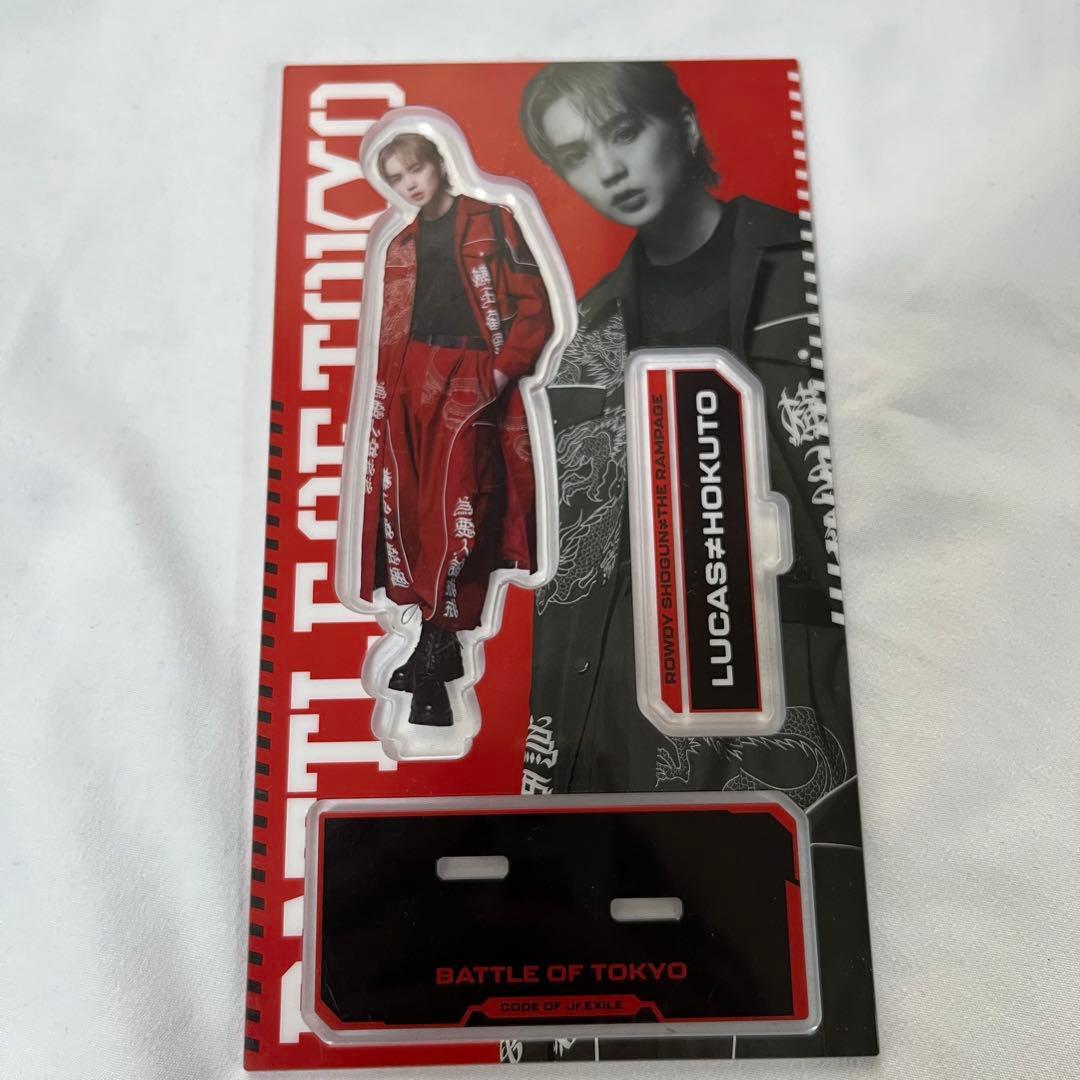 BATTLE OF TOKYO
ROWDY SHOGUN≠THE RAMPAGE
LUCAS≠HOKUTO
BATTLE OF TOKYO
CODE OF Jr.EXILE